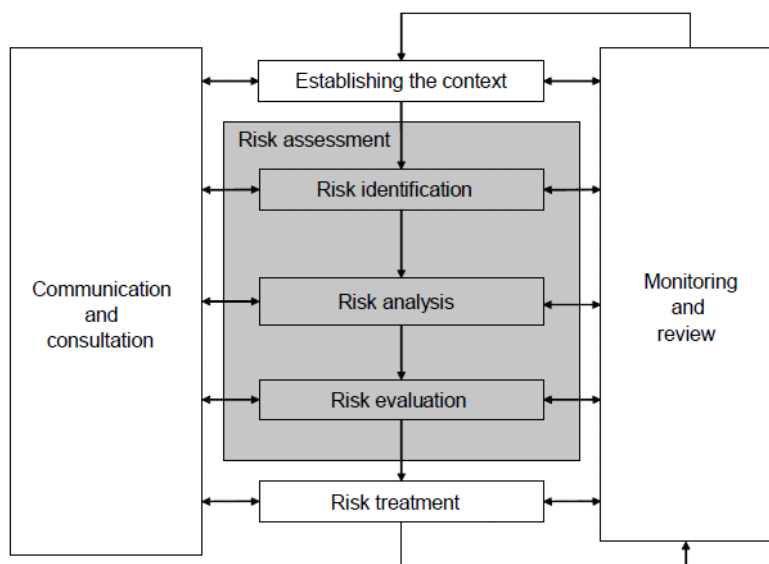 Establishing the context
Risk assessment
Risk identification
Risk analysis
Risk evaluation
Risk treatment
Communication
and
consultation
Monitoring
and
review